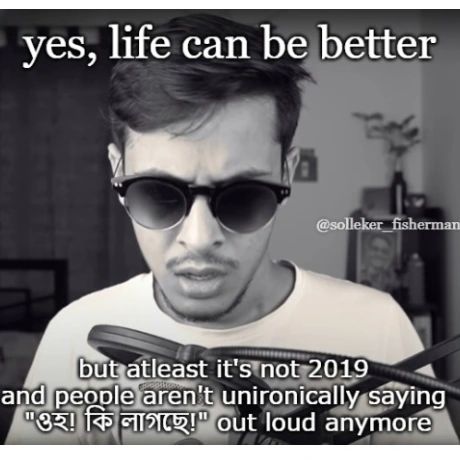 yes, life can be better
@solleker_fisherman
but atleast it's not 2019
and people aren't unironically saying
"ওহ! কি লাগছে!" out loud anymore